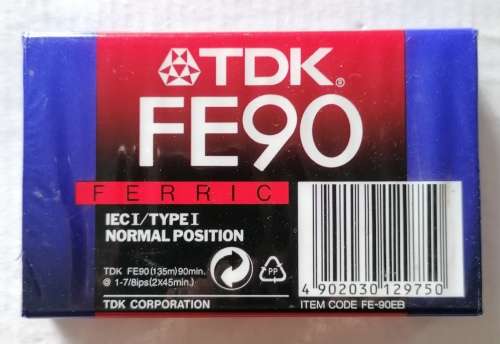 TDK®
FE90
FERRIC
IEC I/TYPE I
NORMAL POSITION
TDK FE90(135m)90min.
@ 1-7/8ips(2X45min.)
PP
TDK CORPORATION
4 902030 129750
ITEM CODE FE-90EB